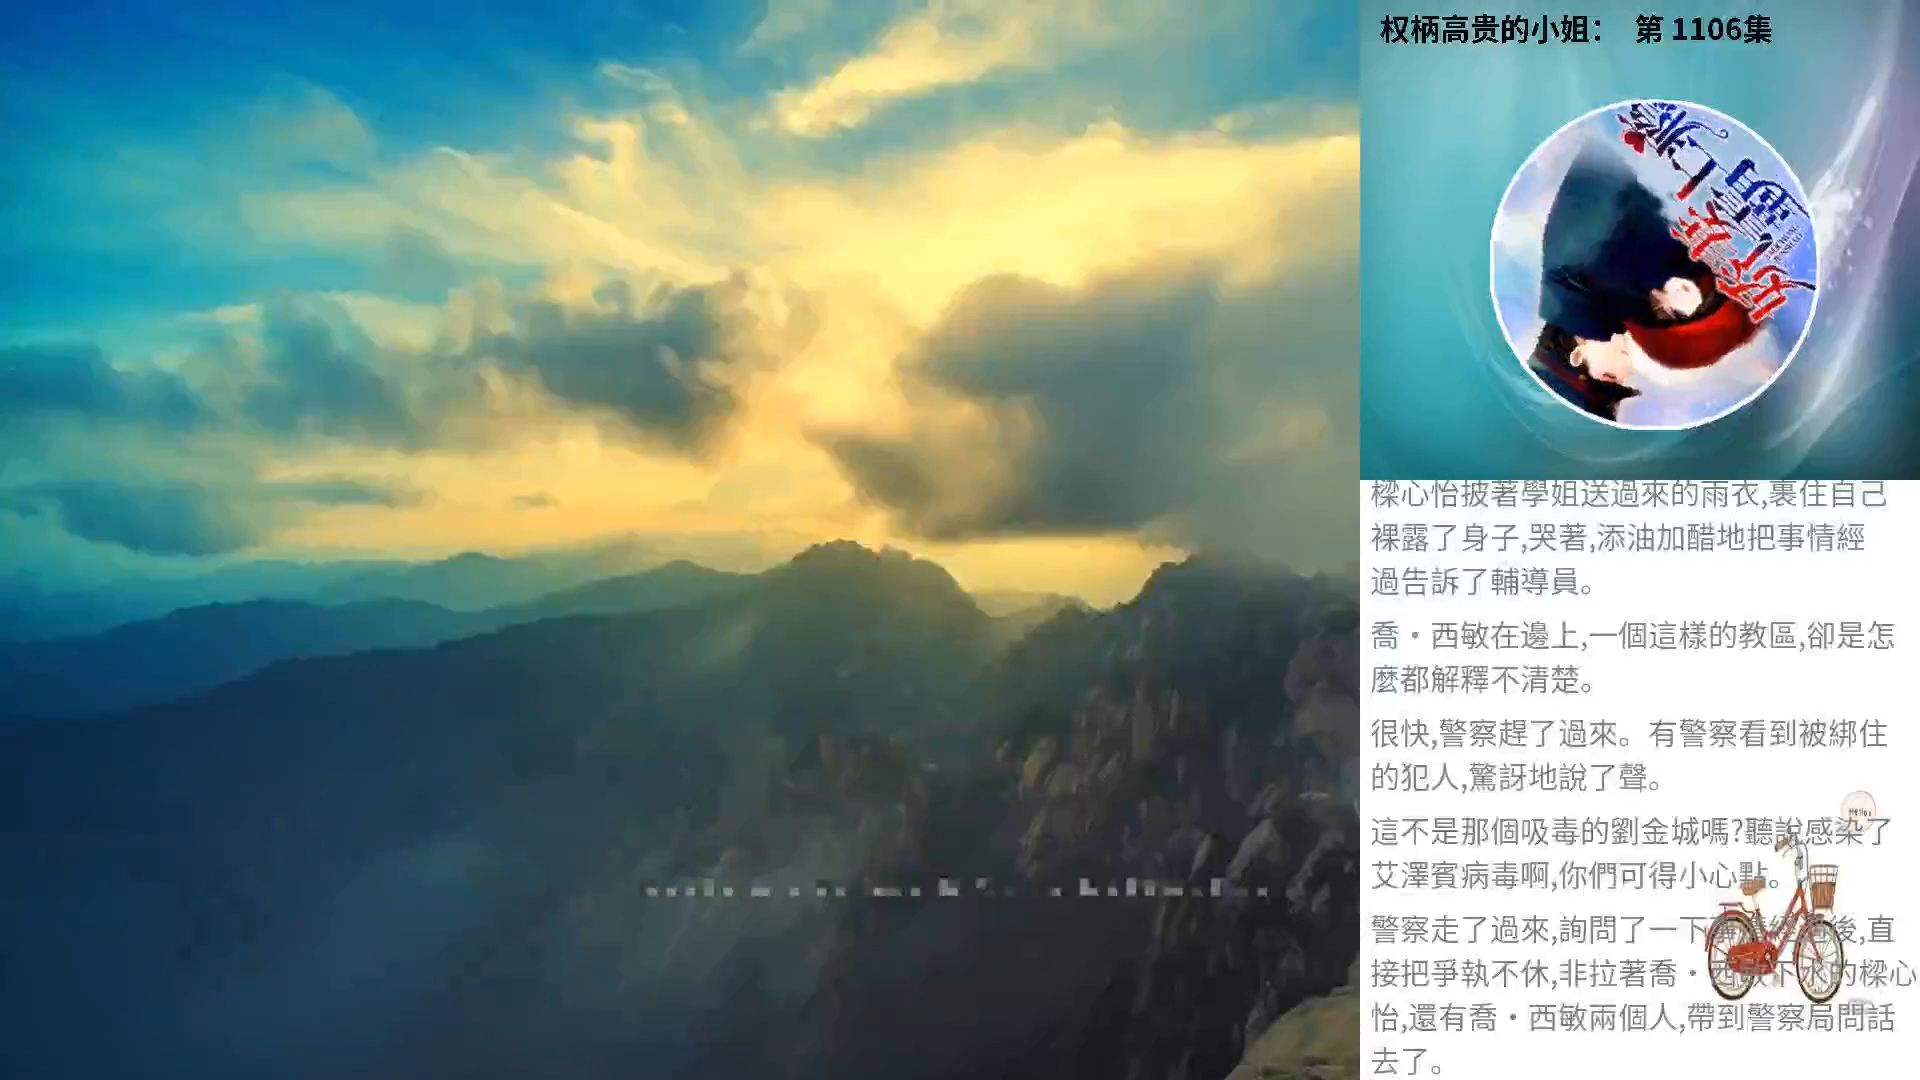 权柄高贵的小姐： 第 1106集
樑心怡披著學姐送過來的雨衣,裹住自己
裸露了身子,哭著,添油加醋地把事情經
過告訴了輔導員。
喬·西敏在邊上,一個這樣的教區,卻是怎
麼都解釋不清楚。
很快,警察趕了過來。有警察看到被綁住
的犯人,驚訝地說了聲。
這不是那個吸毒的劉金城嗎?聽說感染了
艾澤賓病毒啊,你們可得小心點。
警察走了過來,詢問了一下後,直
接把爭執不休,非拉著喬·西敏下水的樑心
怡,還有喬·西敏兩個人,帶到警察局問話
去了。